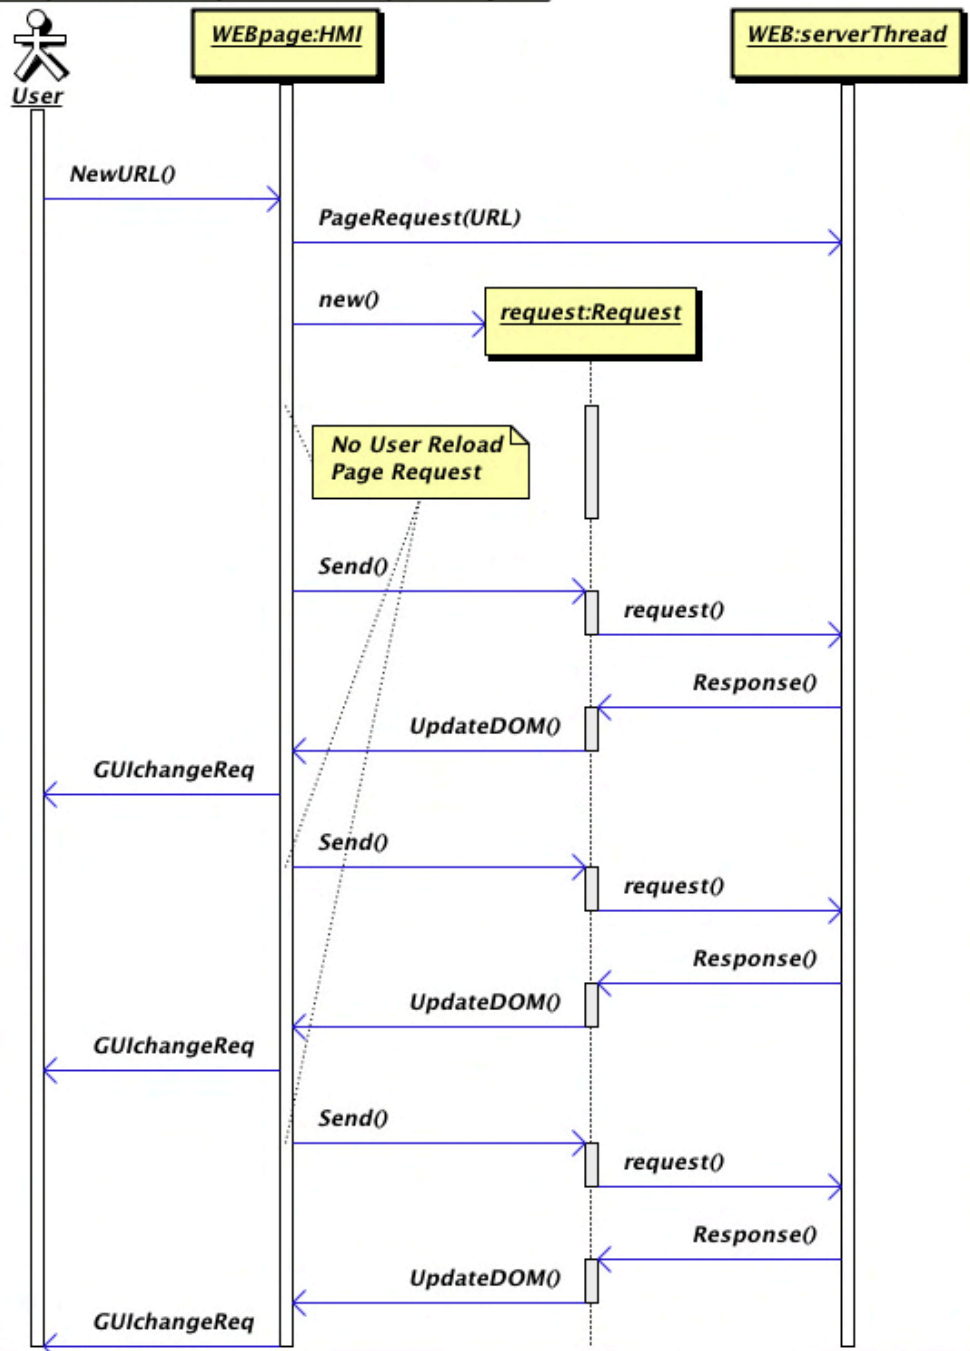 WEBpage:HMI
WEB:serverThread
User
NewURL()
PageRequest(URL)
new()
request:Request
No User Reload
Page Request
Send()
request()
Response()
UpdateDOM()
GUIchangeReq
Send()
request()
Response()
UpdateDOM()
GUIchangeReq
Send()
request()
Response()
UpdateDOM()
GUIchangeReq